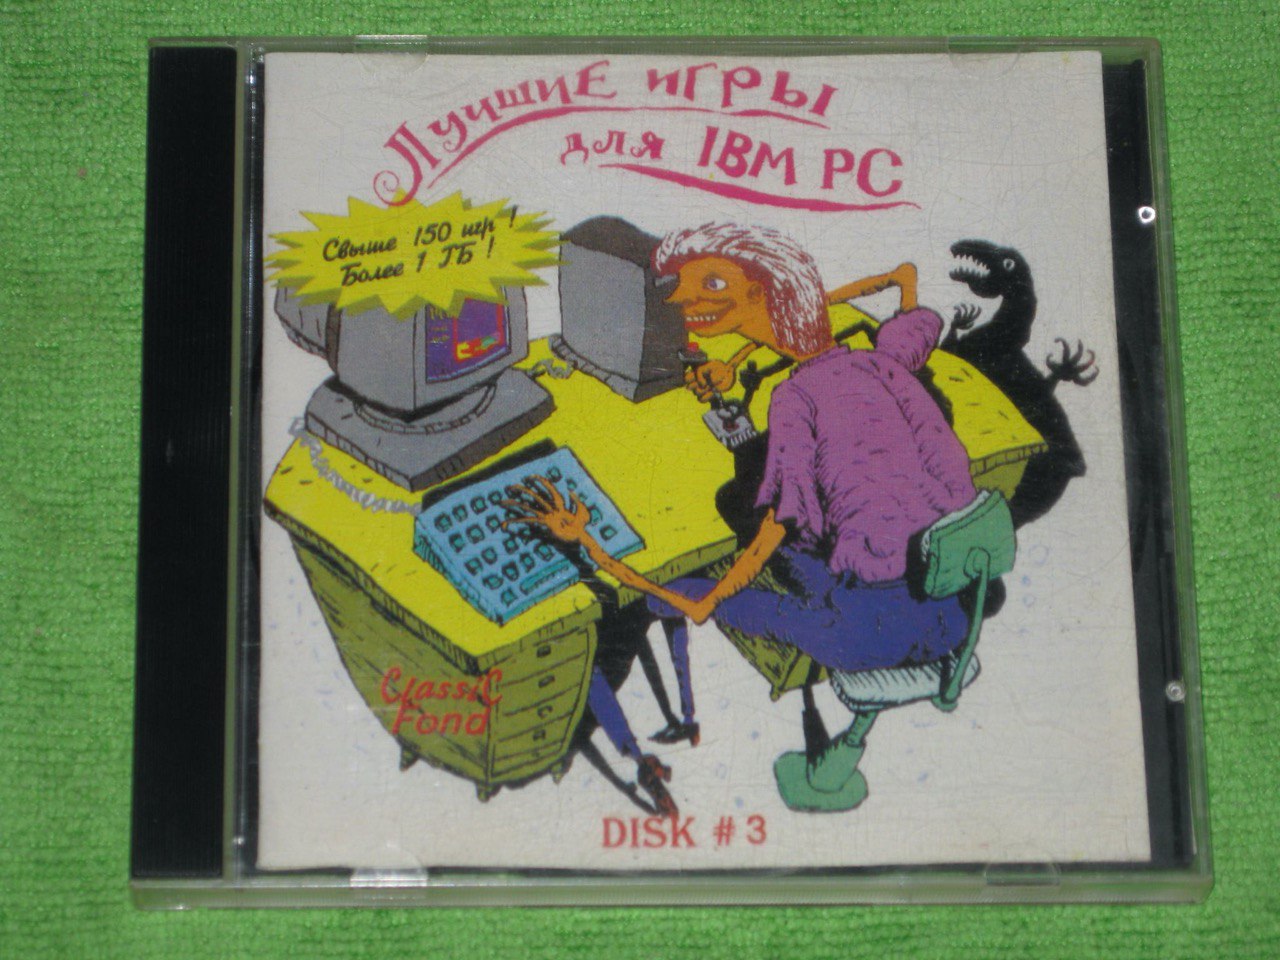 Лучшие игры
для IBM PC
Свыше 150 игр!
Более 1 ГБ!
Classic
Fond
DISK # 3